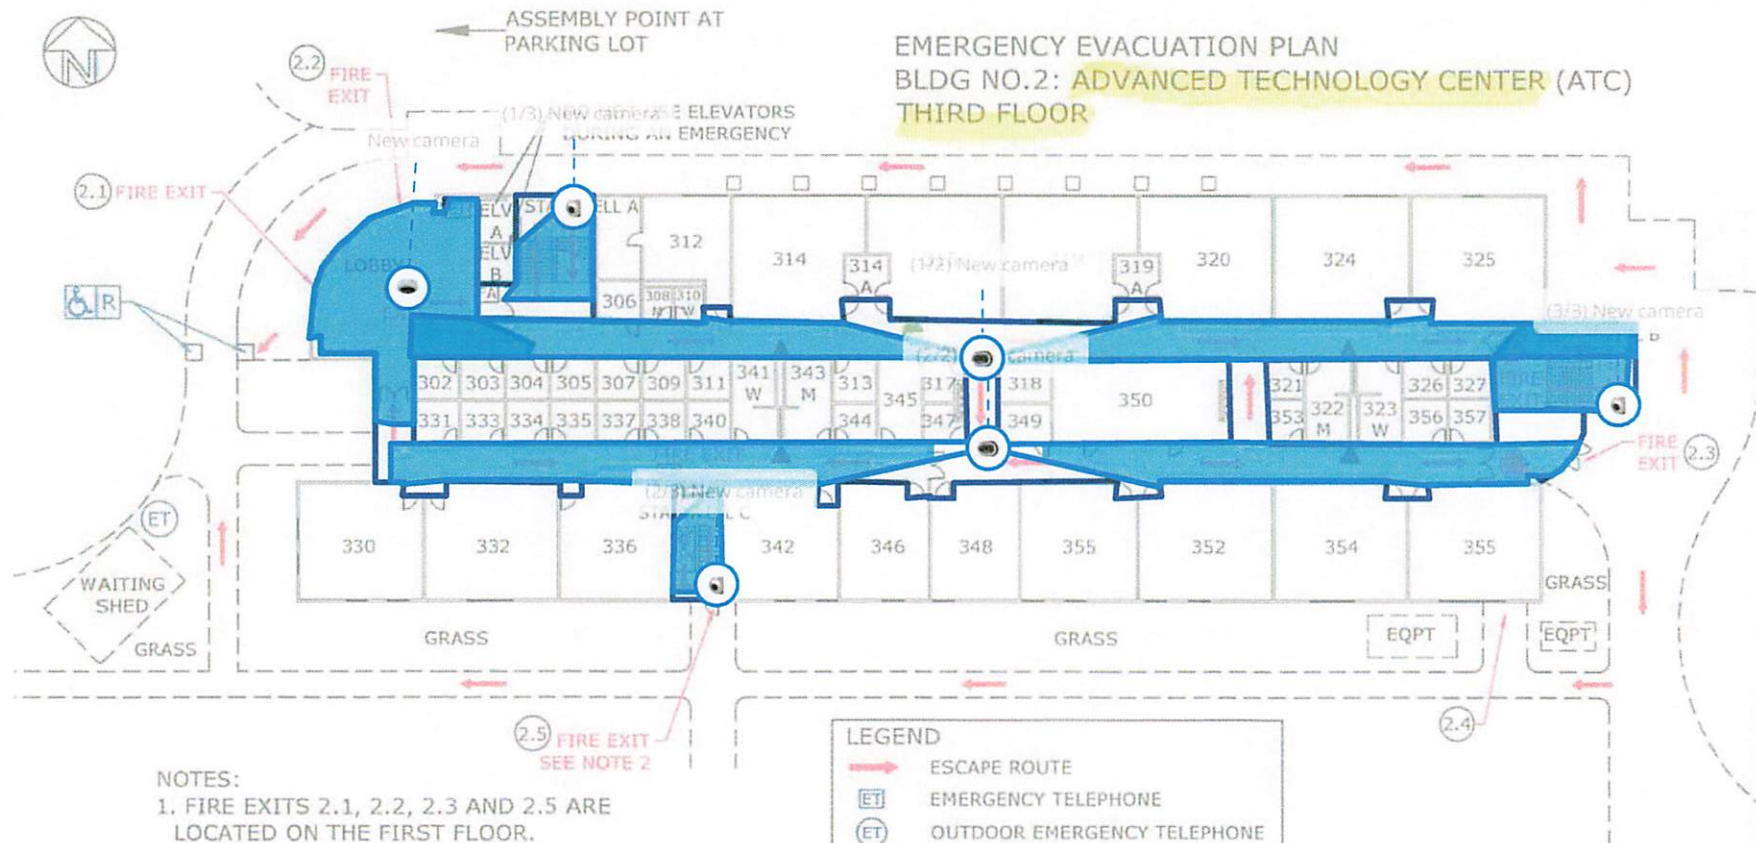 N
ASSEMBLY POINT AT
PARKING LOT
EMERGENCY EVACUATION PLAN
BLDG NO.2: ADVANCED TECHNOLOGY CENTER (ATC)
THIRD FLOOR
2.2
FIRE
EXIT
(1/3) New camera
SE ELEVATORS
DURING AN EMERGENCY
New camera
2.1 FIRE EXIT
ELV
A
ELV
B
A
ELL A
LOBBY
306
308
310
W
312
314
314
A
(1/2) New camera
319
A
320
324
325
(3/3) New camera
R
(2/2)
camera
302
303
304
305
307
309
311
341
W
343
M
313
345
317
318
350
321
326
327
331
333
334
335
337
338
340
344
347
349
353
322
M
323
W
356
357
FIRE
EXIT
2.3
(2/3) New camera
330
332
336
342
346
348
355
352
354
355
ET
WAITING
SHED
GRASS
GRASS
GRASS
EQPT
GRASS
EQPT
2.5 FIRE EXIT
SEE NOTE 2
2.4
LEGEND
ESCAPE ROUTE
ET EMERGENCY TELEPHONE
ET OUTDOOR EMERGENCY TELEPHONE
NOTES:
1. FIRE EXITS 2.1, 2.2, 2.3 AND 2.5 ARE
LOCATED ON THE FIRST FLOOR.